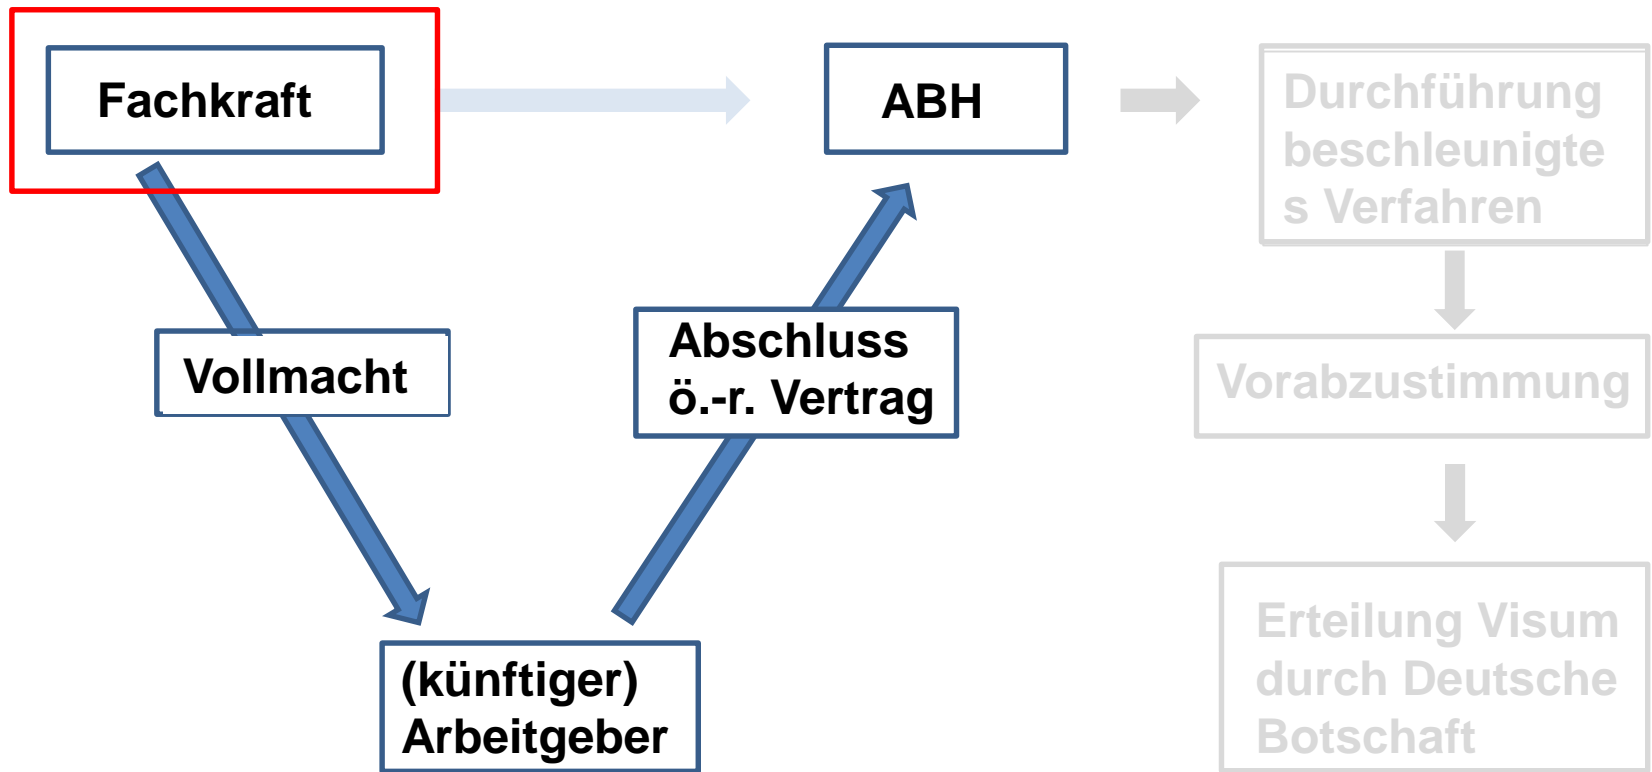 Fachkraft
ABH
Durchführung
beschleunigte
s Verfahren
Vollmacht
Abschluss
ö.-r. Vertrag
Vorabzustimmung
(künftiger)
Arbeitgeber
Erteilung Visum
durch Deutsche
Botschaft